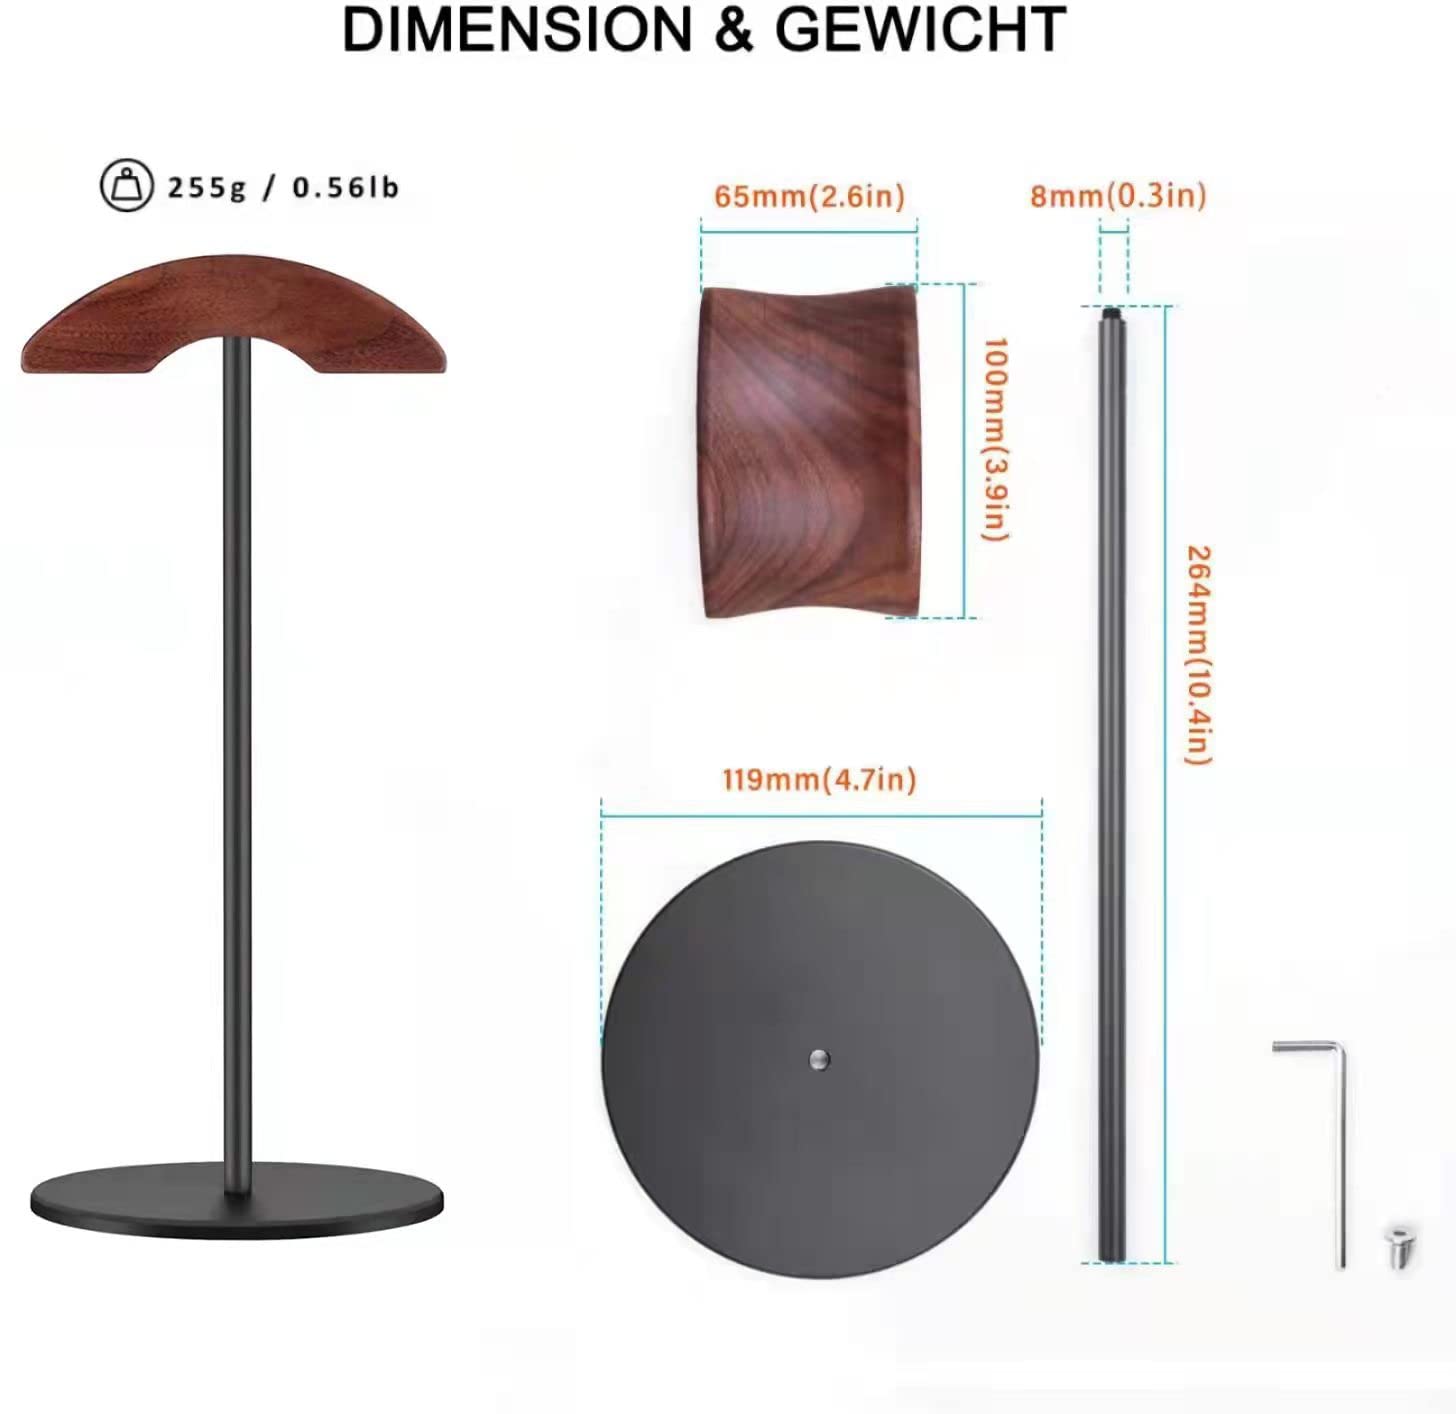 DIMENSION & GEWICHT
255g / 0.56lb
65mm(2.6in)
8mm(0.3in)
100mm(3.9in)
264mm(10.4in)
119mm(4.7in)